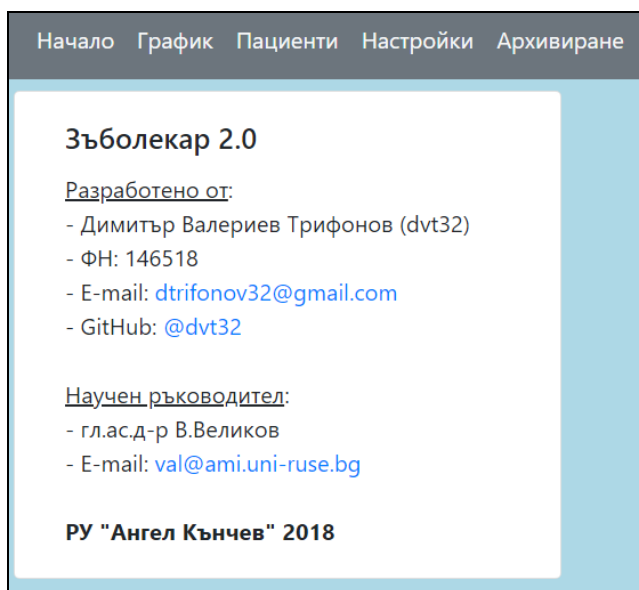 Начало График Пациенти Настройки Архивиране
Зъболекар 2.0
Разработено от:
- Димитър Валериев Трифонов (dvt32)
- ФН: 146518
- E-mail: dtrifonov32@gmail.com
- GitHub: @dvt32
Научен ръководител:
- гл.ас.д-р В.Великов
- E-mail: val@ami.uni-ruse.bg
РУ "Ангел Кънчев" 2018